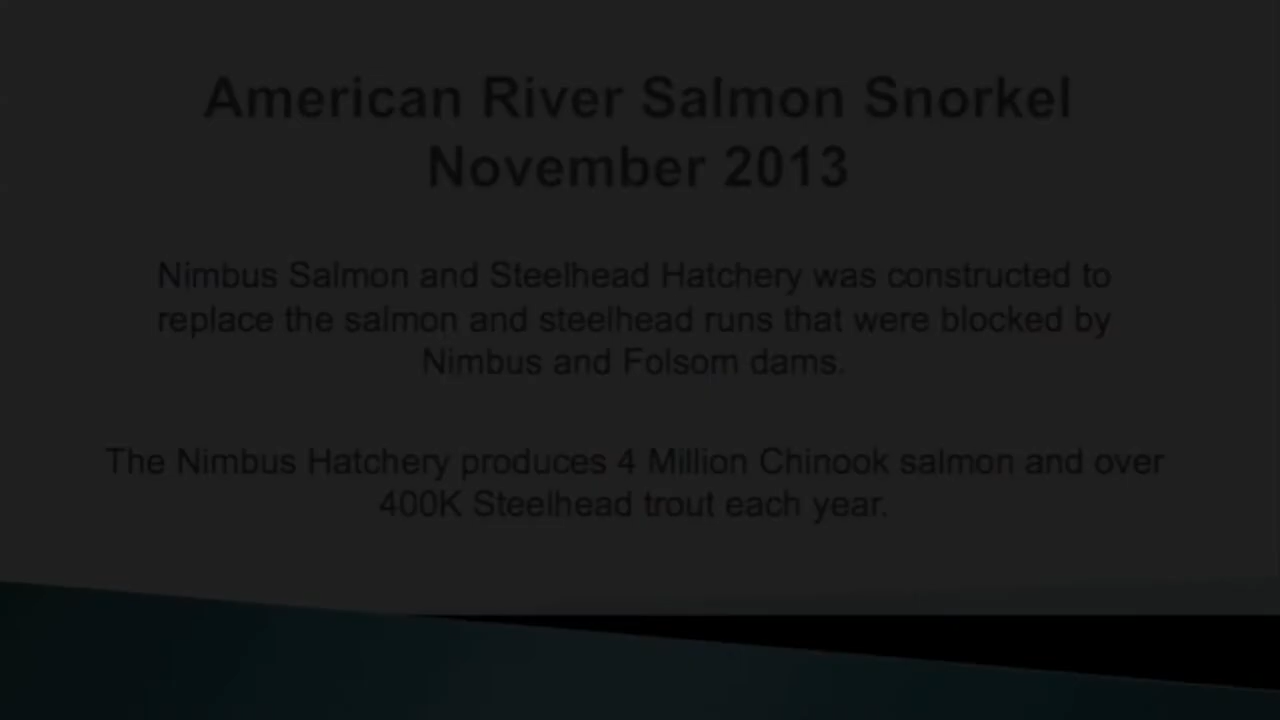 American River Salmon Snorkel
November 2013
Nimbus Salmon and Steelhead Hatchery was constructed to
replace the salmon and steelhead runs that were blocked by
Nimbus and Folsom dams.
The Nimbus Hatchery produces 4 Million Chinook salmon and over
400K Steelhead trout each year.